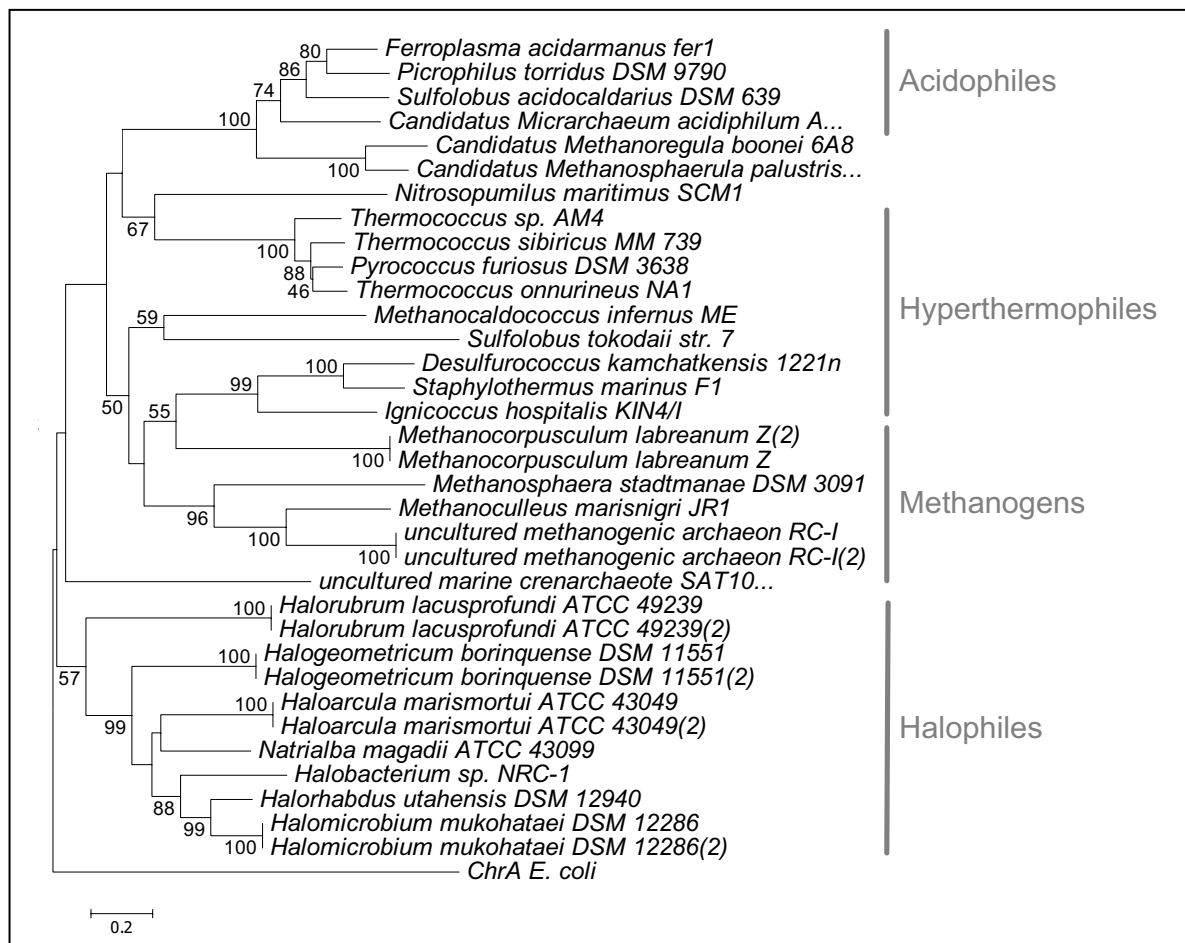 80
Ferroplasma acidarmanus fer1
86
Picrophilus torridus DSM 9790
74
Sulfolobus acidocaldarius DSM 639
Acidophiles
100
Candidatus Micrarchaeum acidiphilum A...
Candidatus Methanoregula boonei 6A8
100
Candidatus Methanosphaerula palustris...
Nitrosopumilus maritimus SCM1
67
Thermococcus sp. AM4
100
Thermococcus sibiricus MM 739
88
Pyrococcus furiosus DSM 3638
46
Thermococcus onnurineus NA1
Hyperthermophiles
59
Methanocaldococcus infernus ME
Sulfolobus tokodaii str. 7
100
Desulfurococcus kamchatkensis 1221n
99
Staphylothermus marinus F1
50
55
Ignicoccus hospitalis KIN4/I
Methanocorpusculum labreanum Z(2)
100
Methanocorpusculum labreanum Z
Methanosphaera stadtmanae DSM 3091
Methanogens
96
Methanoculleus marisnigri JR1
100
uncultured methanogenic archaeon RC-I
100
uncultured methanogenic archaeon RC-I(2)
uncultured marine crenarchaeote SAT10...
100
Halorubrum lacusprofundi ATCC 49239
Halorubrum lacusprofundi ATCC 49239(2)
100
Halogeometricum borinquense DSM 11551
57
Halogeometricum borinquense DSM 11551(2)
100
Haloarcula marismortui ATCC 43049
99
Haloarcula marismortui ATCC 43049(2)
Halophiles
Natrialba magadii ATCC 43099
Halobacterium sp. NRC-1
88
Halorhabdus utahensis DSM 12940
99
Halomicrobium mukohataei DSM 12286
100
Halomicrobium mukohataei DSM 12286(2)
ChrA E. coli
0.2